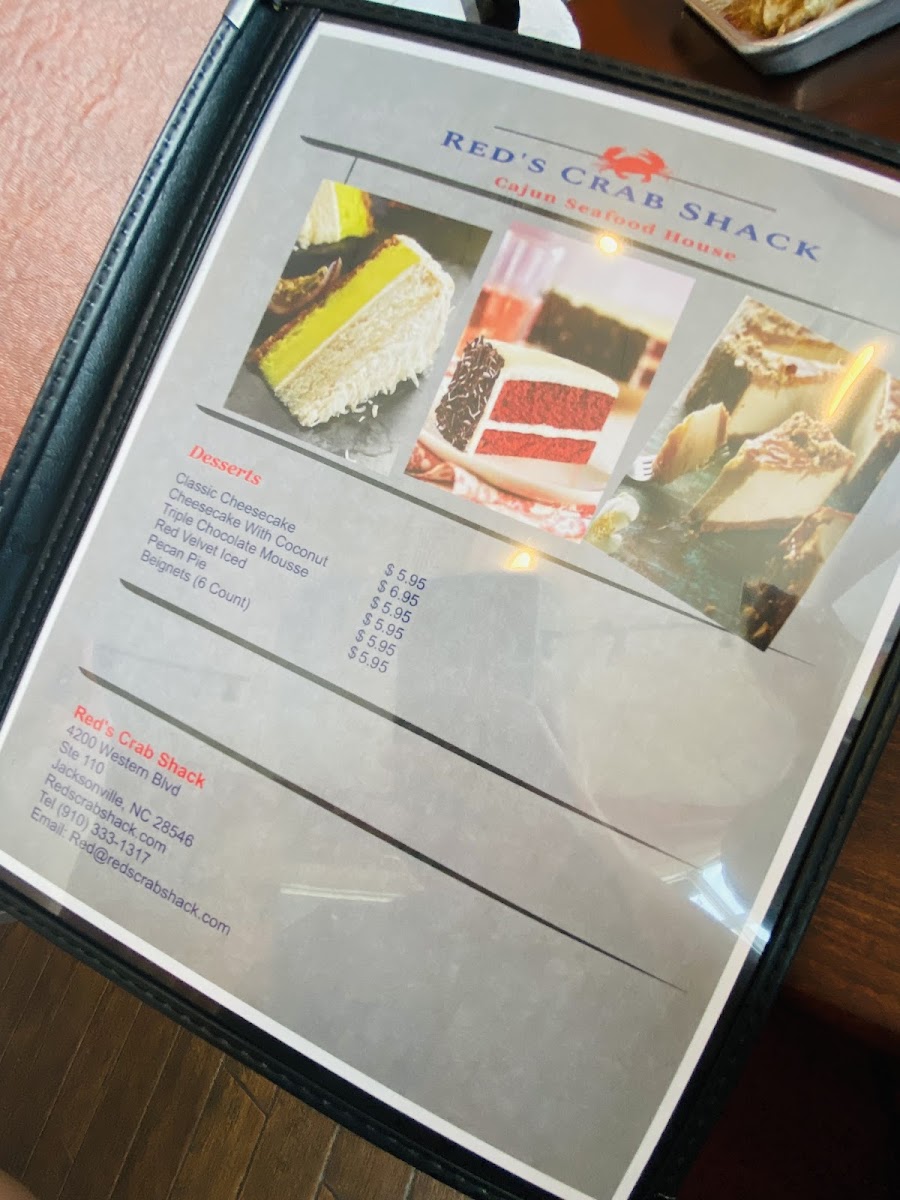 RED'S CRAB SHACK
Cajun Seafood House
Desserts
Classic Cheesecake $ 5.95
Cheesecake With Coconut $ 6.95
Triple Chocolate Mousse $ 5.95
Red Velvet Iced $ 5.95
Pecan Pie $ 5.95
Beignets (6 Count) $ 5.95
Red's Crab Shack
4200 Western Blvd
Ste 110
Jacksonville, NC 28546
Redscrabshack.com
Tel (910) 333-1317
Email: Red@redscrabshack.com